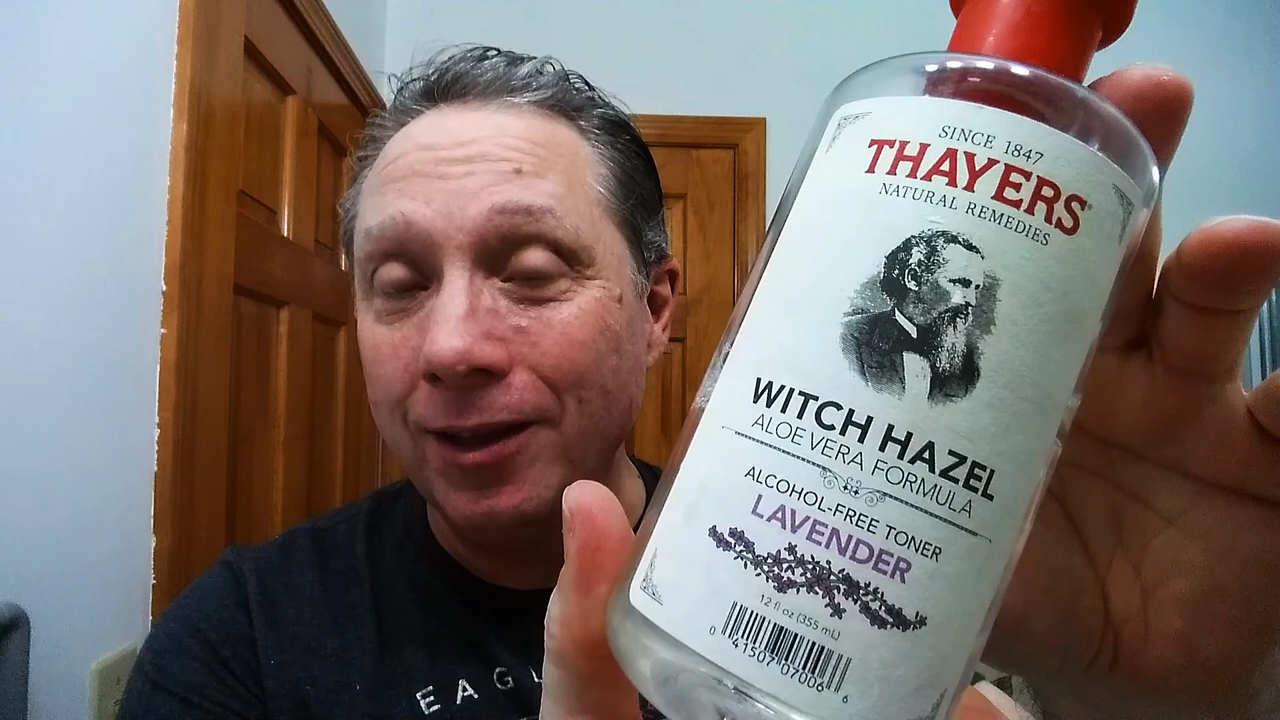 SINCE 1847
THAYERS
NATURAL REMEDIES
WITCH HAZEL
ALOE VERA FORMULA
ALCOHOL-FREE TONER
LAVENDER
12 fl oz (355 mL)
0 41507 07006 6
EAGL